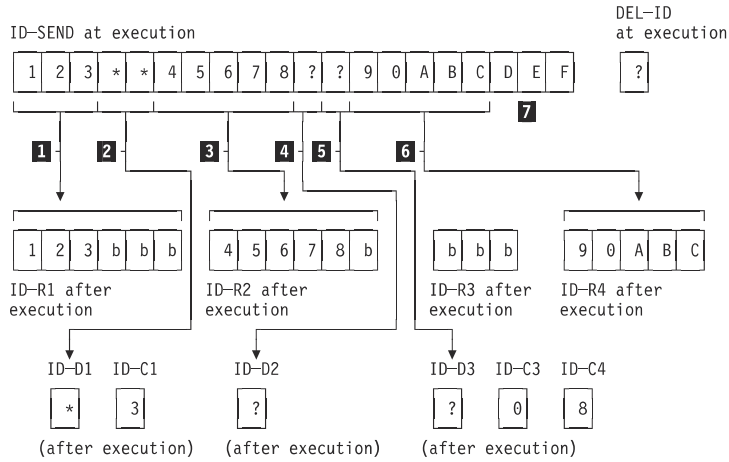 DEL—ID
ID—SEND at execution at execution
1 2 3 * * 4 5 6 7 8 ? ? 9 0 A B C D E F ?
7
1 2 3 4 5 6
1 2 3 b b b 4 5 6 7 8 b b b b 9 0 A B C
ID—R1 after ID—R2 after ID—R3 after ID—R4 after
execution execution execution execution
ID—D1 ID—C1 ID—D2 ID—D3 ID—C3 ID—C4
* 3 ? ? 0 8
(after execution) (after execution) (after execution)